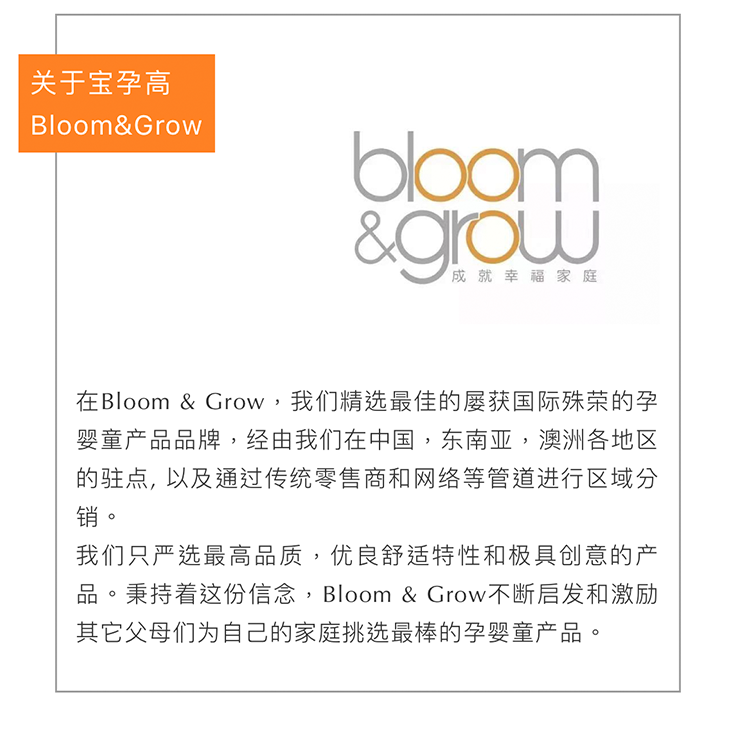 关于宝孕高
Bloom&Grow
bloom
&grow
成就幸福家庭
在Bloom & Grow，我们精选最佳的屡获国际殊荣的孕
婴童产品品牌，经由我们在中国，东南亚，澳洲各地区
的驻点, 以及通过传统零售商和网络等管道进行区域分
销。
我们只严选最高品质，优良舒适特性和极具创意的产
品。秉持着这份信念，Bloom & Grow不断启发和激励
其它父母们为自己的家庭挑选最棒的孕婴童产品。